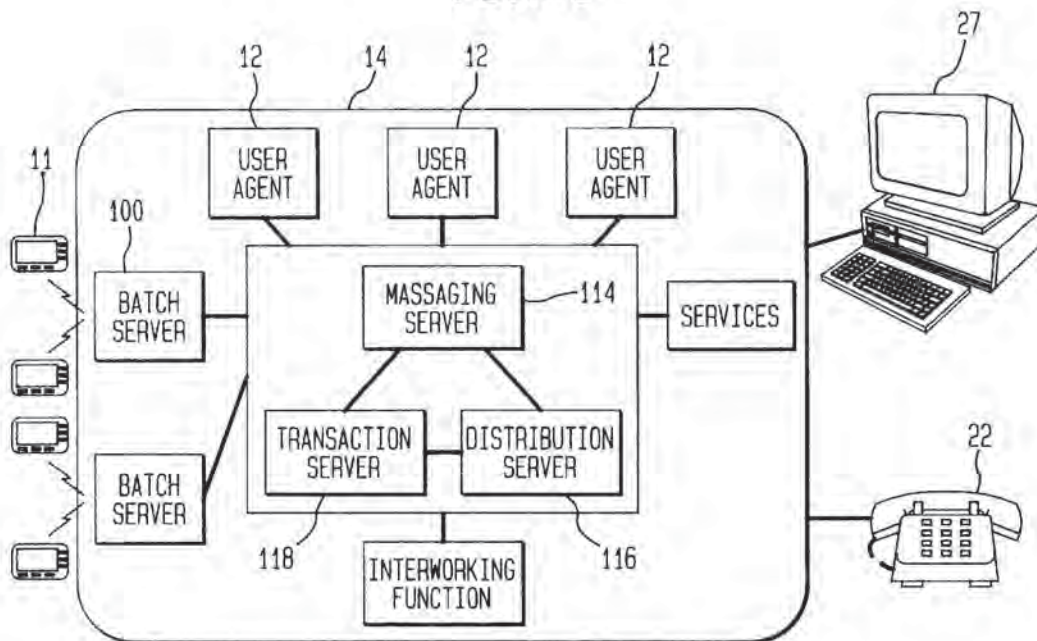 27
12
14
12
12
11
USER
AGENT
USER
AGENT
USER
AGENT
100
BATCH
SERVER
MASSAGING
SERVER
114
SERVICES
TRANSACTION
SERVER
DISTRIBUTION
SERVER
22
BATCH
SERVER
118
116
INTERWORKING
FUNCTION